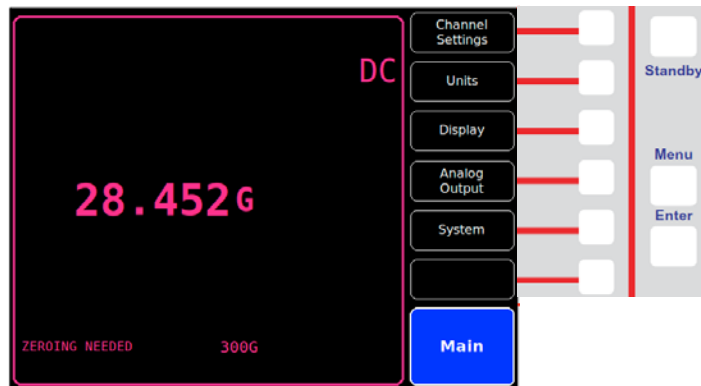 Channel
Settings
DC
Units
Standby
Display
Menu
Analog
Output
28.452G
Enter
System
ZEROING NEEDED 300G
Main